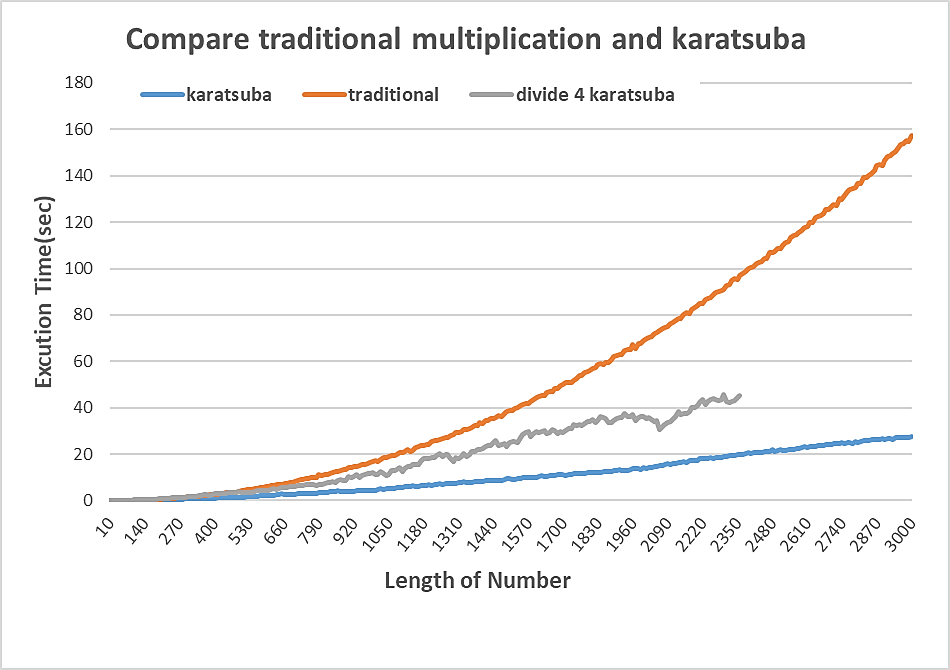 Compare traditional multiplication and karatsuba
180
karatsuba traditional divide 4 karatsuba
160
140
120
100
80
60
40
20
0
Excution Time(sec)
10 140 270 400 530 660 790 920 1050 1180 1310 1440 1570 1700 1830 1960 2090 2220 2350 2480 2610 2740 2870 3000
Length of Number